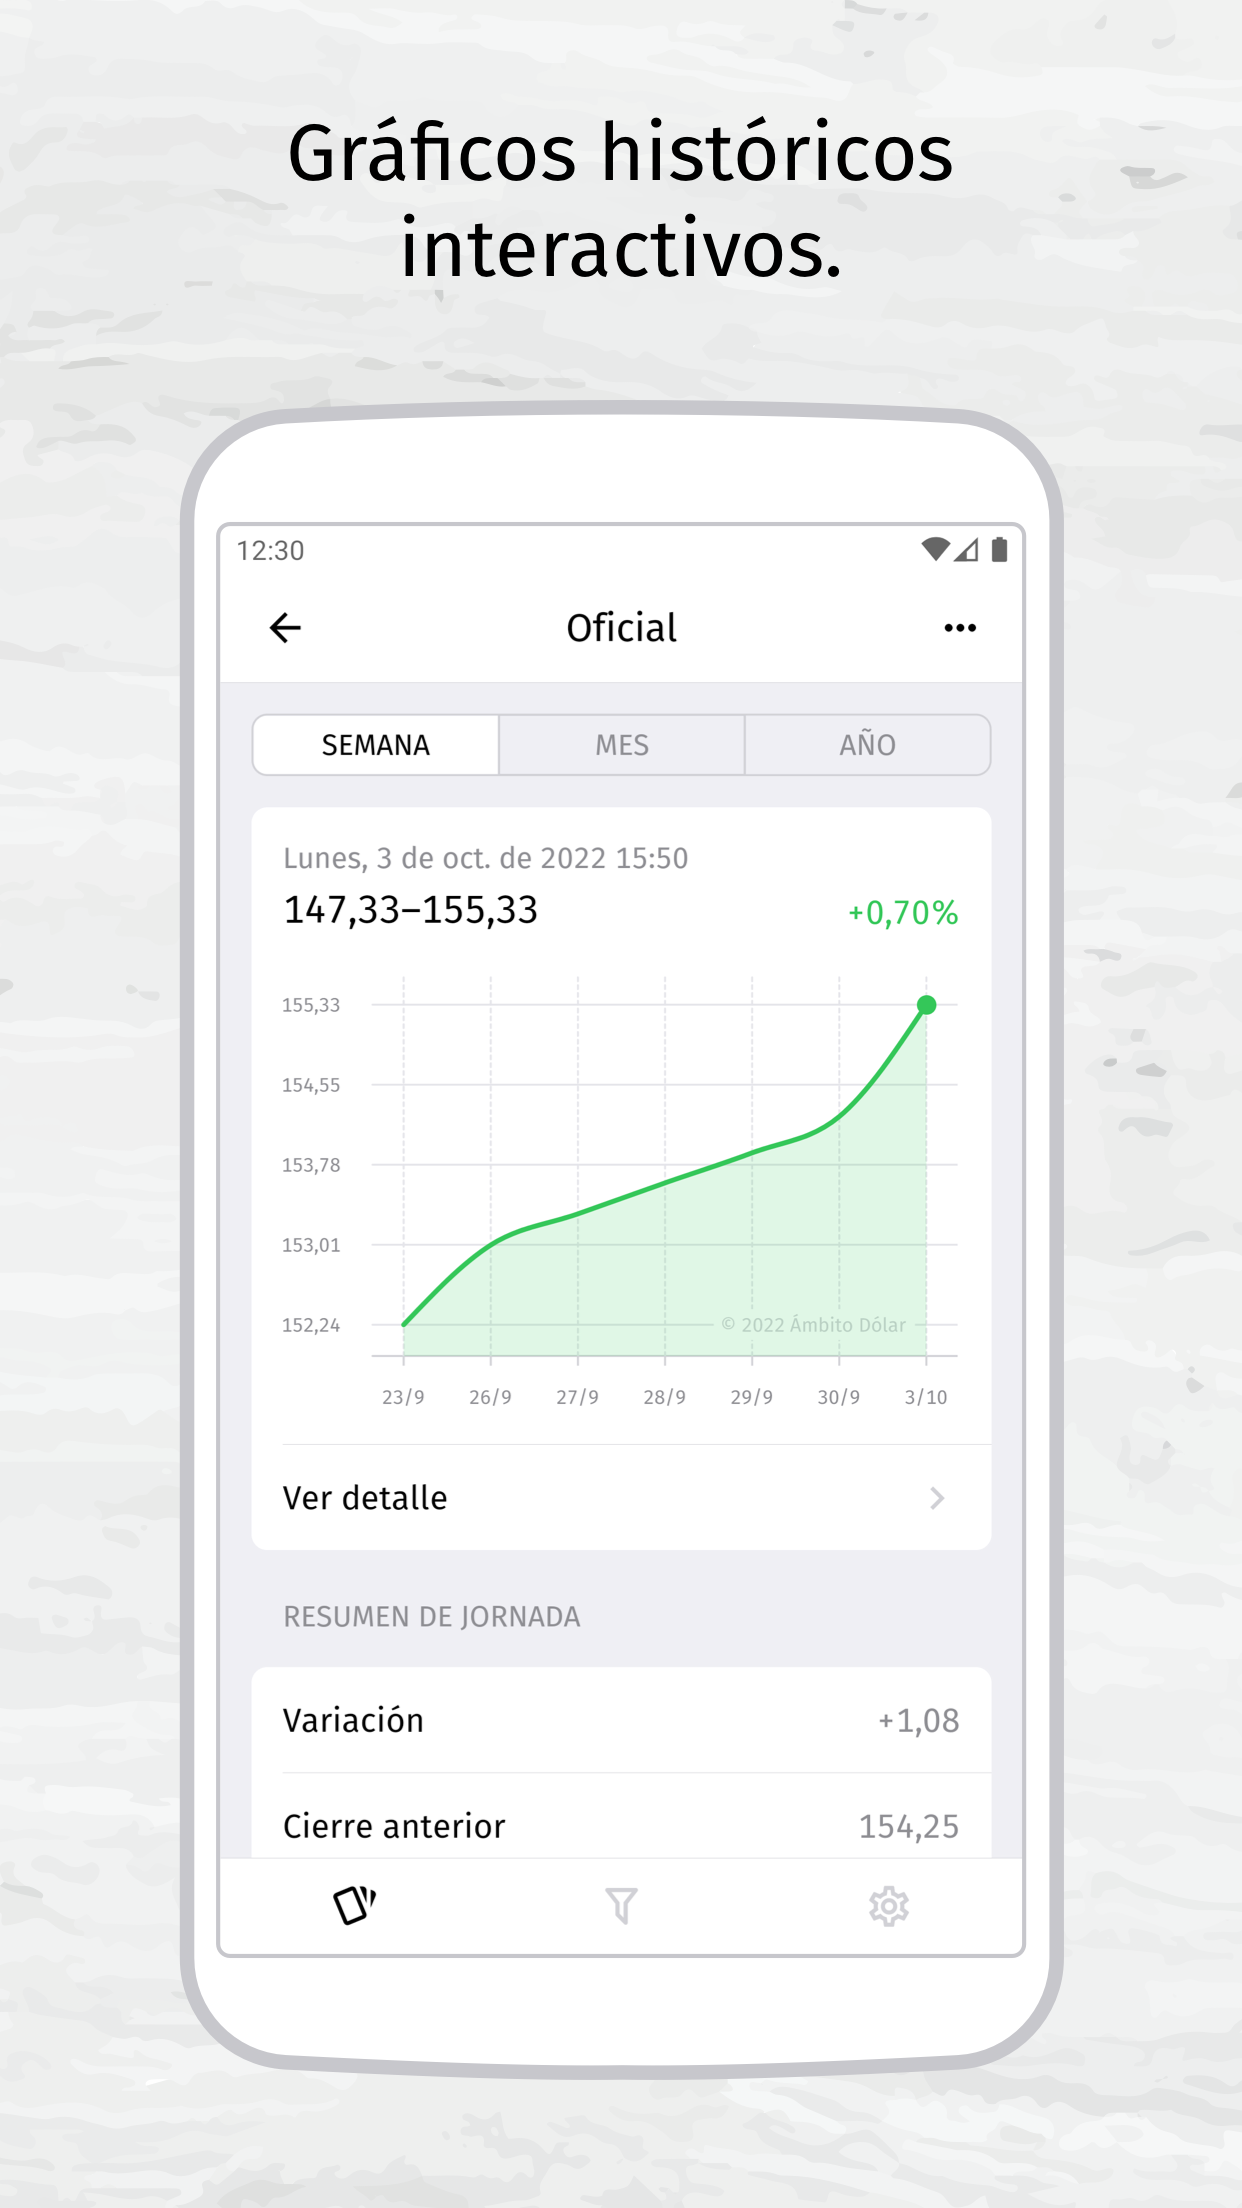 Gráficos históricos
interactivos.
12:30
Oficial
SEMANA MES AÑO
Lunes, 3 de oct. de 2022 15:50
147,33–155,33 +0,70%
155,33
154,55
153,78
153,01
152,24
© 2022 Ámbito Dólar
23/9 26/9 27/9 28/9 29/9 30/9 3/10
Ver detalle
RESUMEN DE JORNADA
Variación +1,08
Cierre anterior 154,25